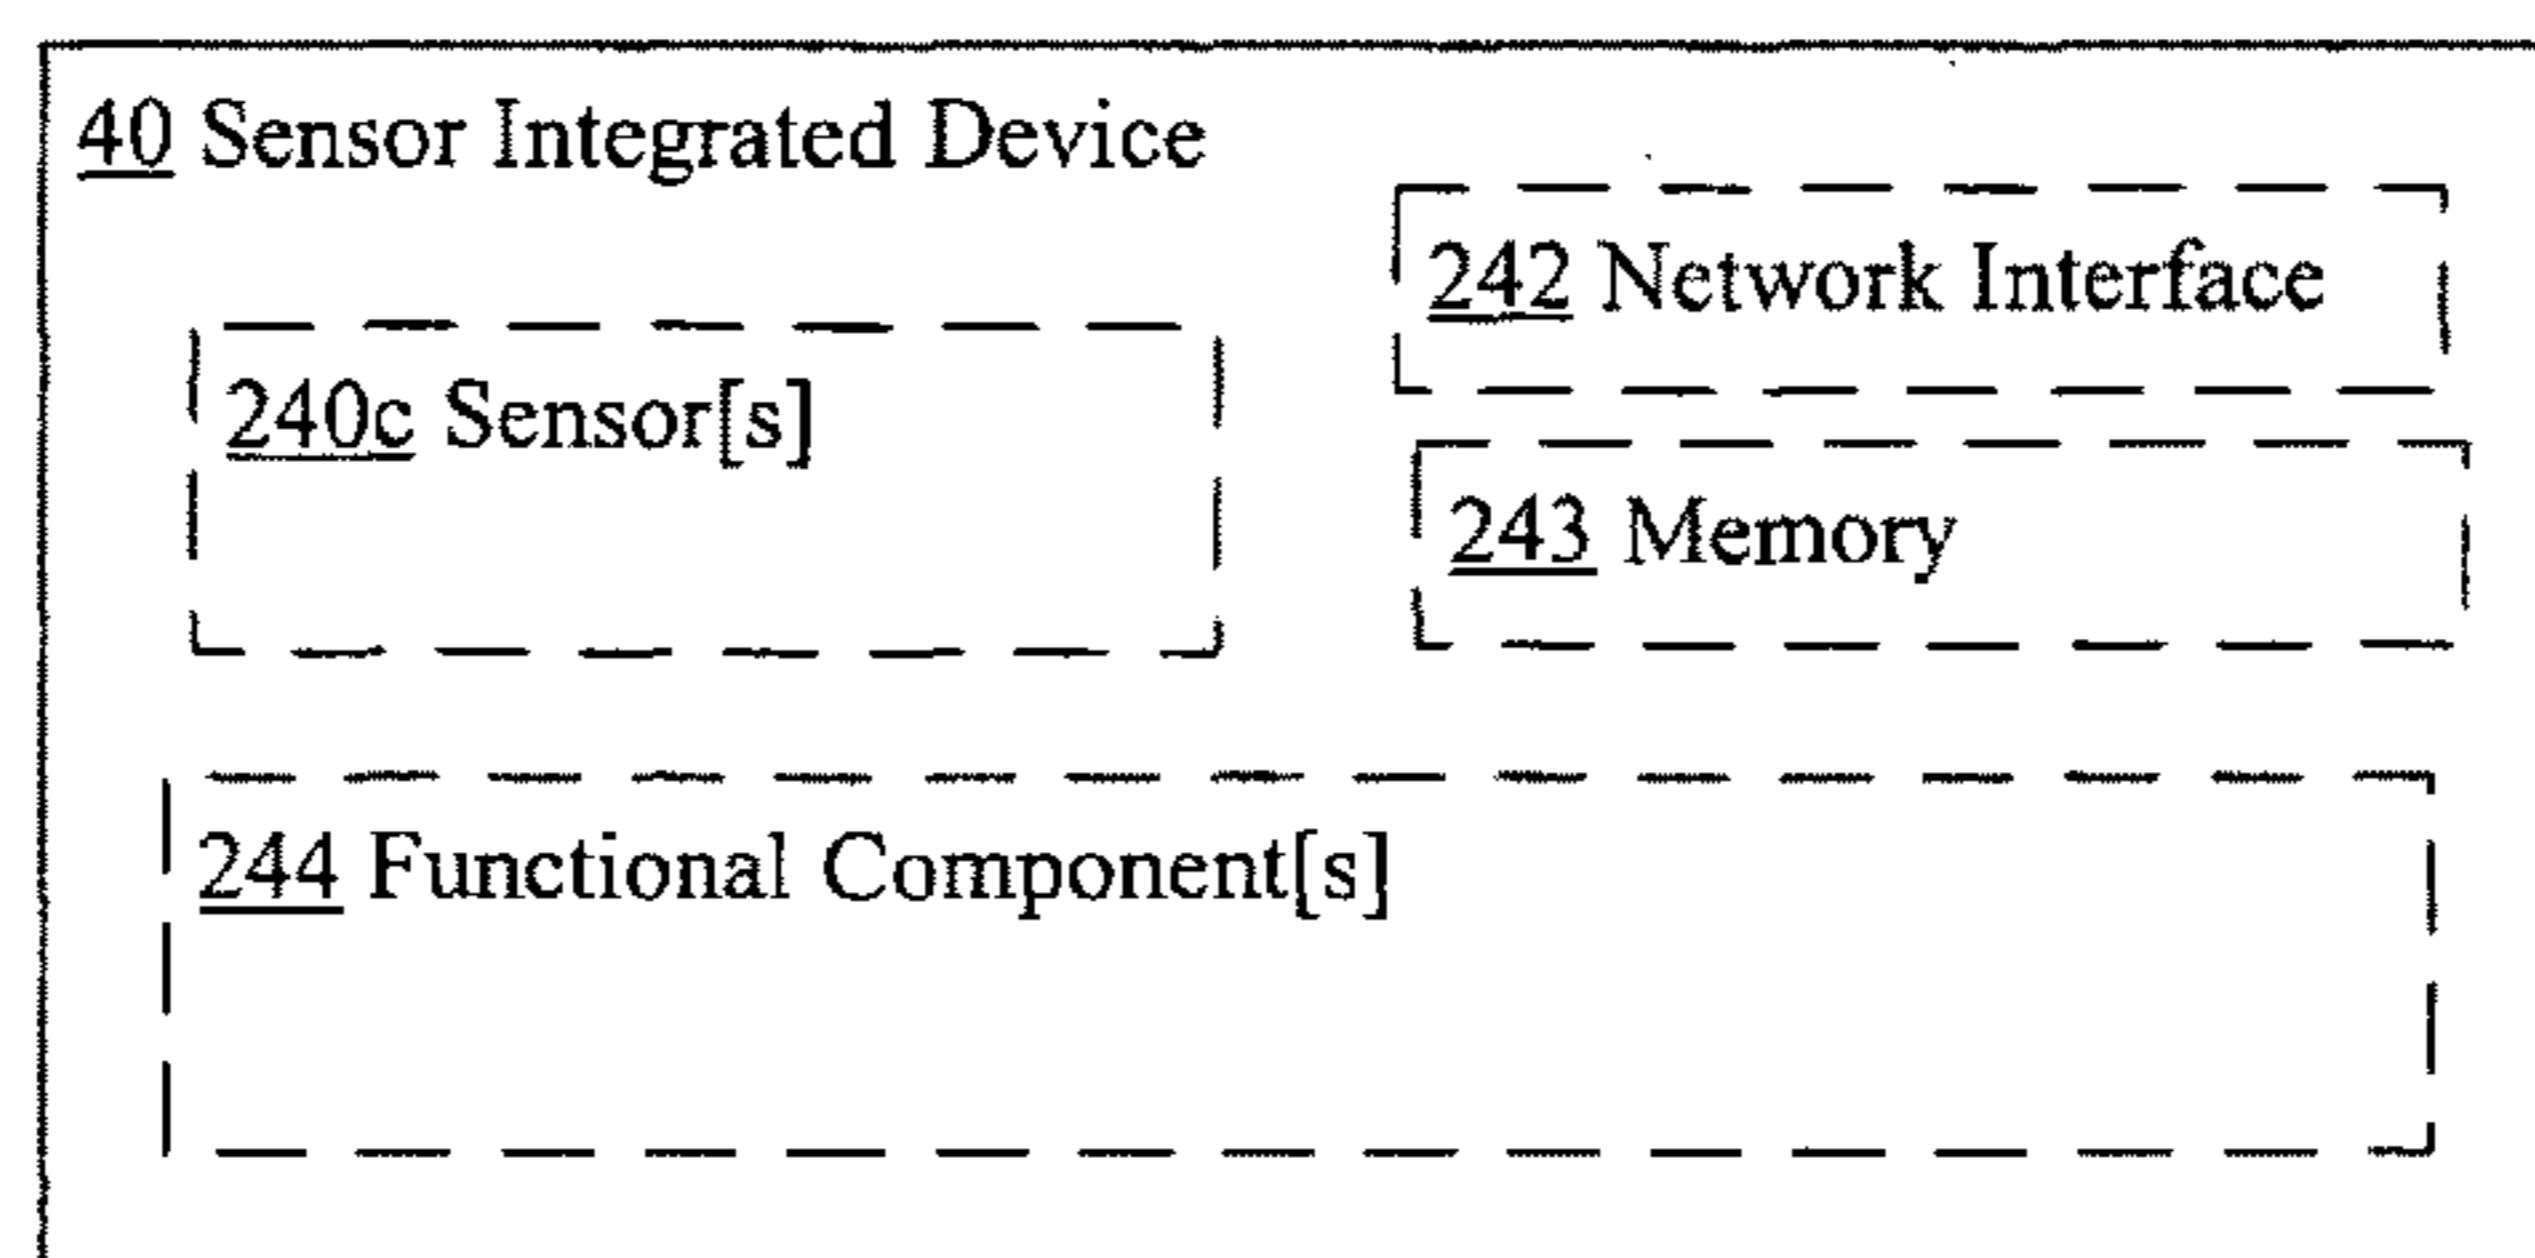 40 Sensor Integrated Device
242 Network Interface
240c Sensor[s]
243 Memory
244 Functional Component[s]